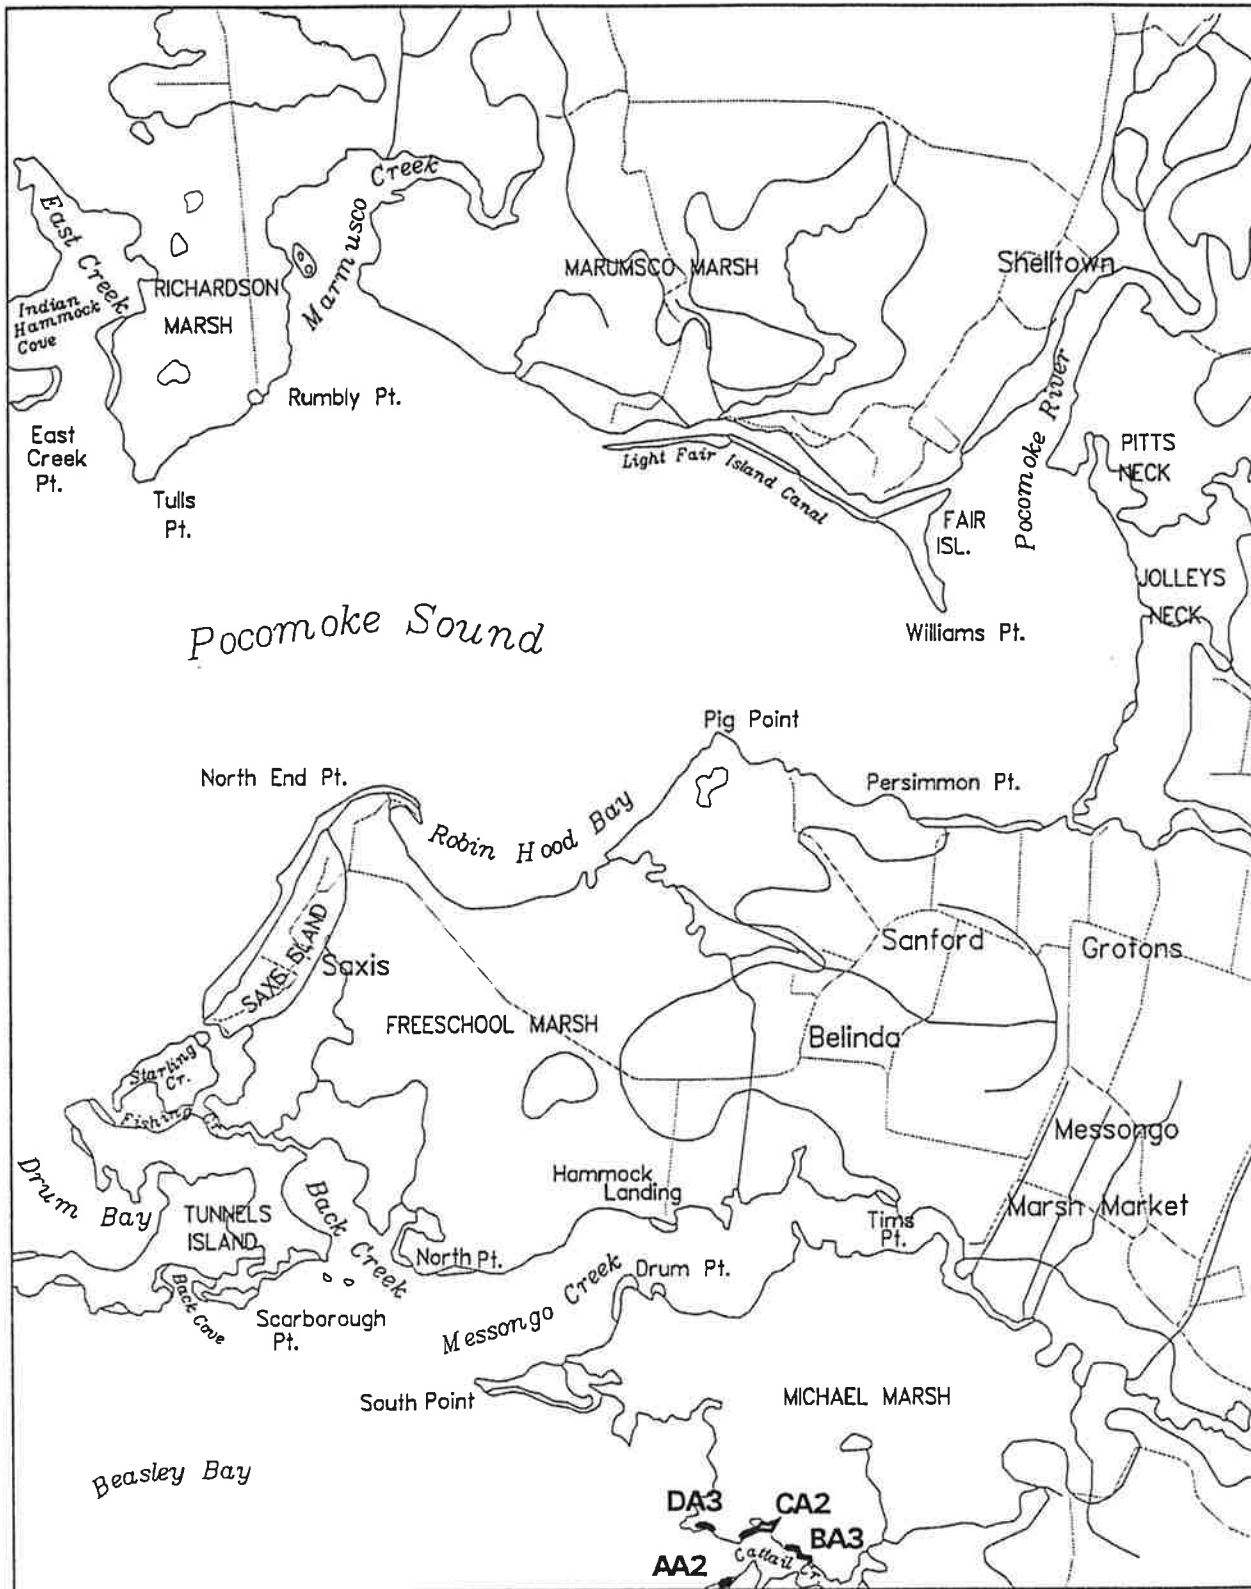 Creek
Marmusco
East Creek
MARUMSCO MARSH
Shelltown
RICHARDSON
MARSH
Indian
Hammock
Cove
Rumbly Pt.
Pocomoke River
East
Creek
Pt.
PITTS
NECK
Light Fair Island Canal
Tulls
Pt.
FAIR
ISL.
JOLLEYS
NECK
Pocomoke Sound
Williams Pt.
Pig Point
North End Pt.
Persimmon Pt.
Robin Hood Bay
SAXIS ISLAND
Saxis
Sanford
Grotons
FREESCHOOL MARSH
Belinda
Starling
Cr.
Fishing Cr.
Messongo
Drum Bay
Hammock
Landing
Back Creek
TUNNELS
ISLAND
Marsh Market
Tims
Pt.
North Pt.
Drum Pt.
Back Cove
Scarborough
Pt.
Messongo Creek
South Point
MICHAEL MARSH
Beasley Bay
DA3
CA2
BA3
Cattail Cr.
AA2